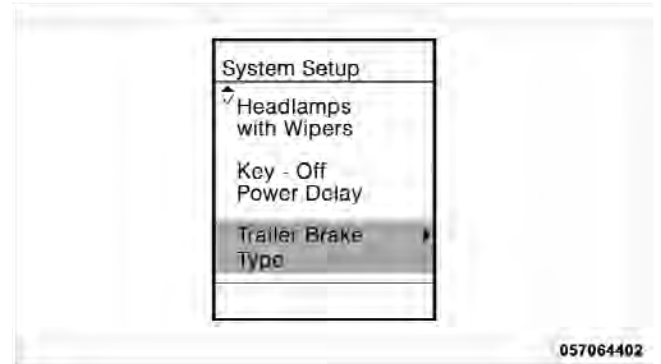 System Setup
Headlamps
with Wipers
Key - Off
Power Delay
Trailer Brake
Type
057064402